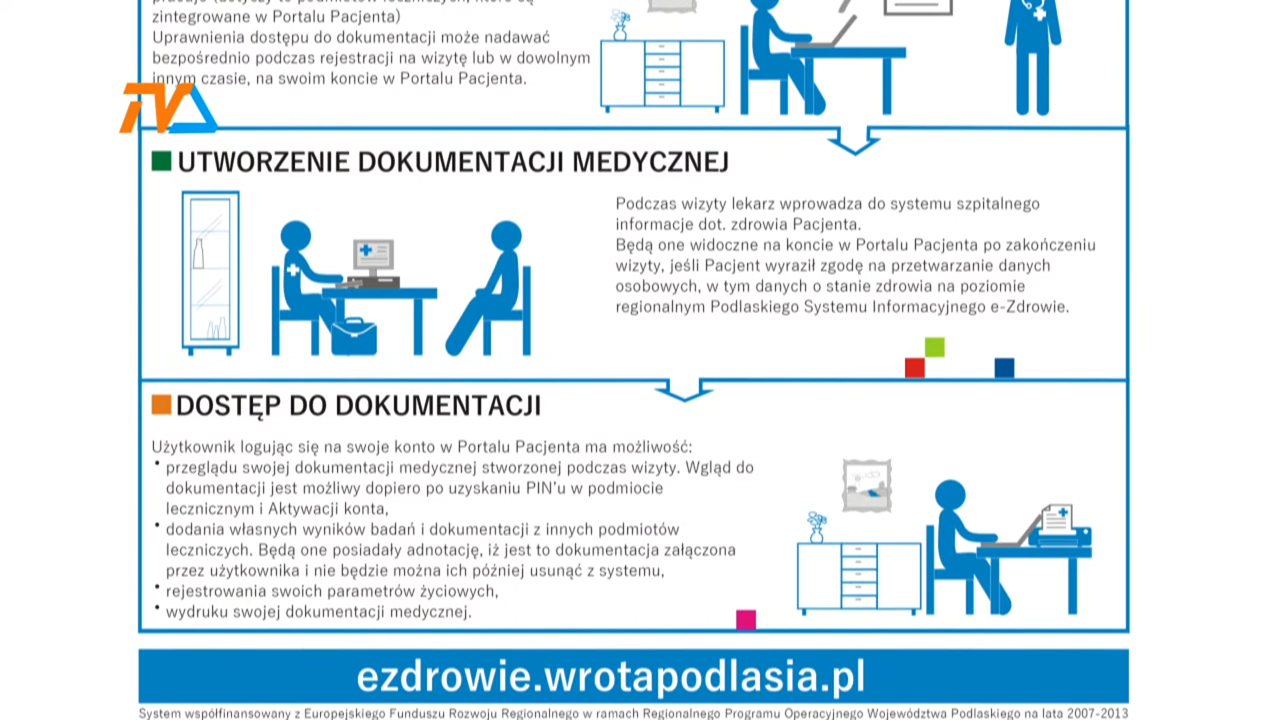 zintegrowane w Portalu Pacjenta)
Uprawnienia dostępu do dokumentacji może nadawać
bezpośrednio podczas rejestracji na wizytę lub w dowolnym
innym czasie, na swoim koncie w Portalu Pacjenta.
TVA
UTWORZENIE DOKUMENTACJI MEDYCZNEJ
Podczas wizyty lekarz wprowadza do systemu szpitalnego
informacje dot. zdrowia Pacjenta.
Będą one widoczne na koncie w Portalu Pacjenta po zakończeniu
wizyty, jeśli Pacjent wyraził zgodę na przetwarzanie danych
osobowych, w tym danych o stanie zdrowia na poziomie
regionalnym Podlaskiego Systemu Informacyjnego e-Zdrowie.
DOSTĘP DO DOKUMENTACJI
Użytkownik logując się na swoje konto w Portalu Pacjenta ma możliwość:
• przeglądu swojej dokumentacji medycznej stworzonej podczas wizyty. Wgląd do
dokumentacji jest możliwy dopiero po uzyskaniu PIN'u w podmiocie
leczniczym i Aktywacji konta,
• dodania własnych wyników badań i dokumentacji z innych podmiotów
leczniczych. Będą one posiadały adnotację, iż jest to dokumentacja załączona
przez użytkownika i nie będzie można ich później usunąć z systemu,
• rejestrowania swoich parametrów życiowych,
• wydruku swojej dokumentacji medycznej.
ezdrowie.wrotapodlasia.pl
System współfinansowany z Europejskiego Funduszu Rozwoju Regionalnego w ramach Regionalnego Programu Operacyjnego Województwa Podlaskiego na lata 2007-2013